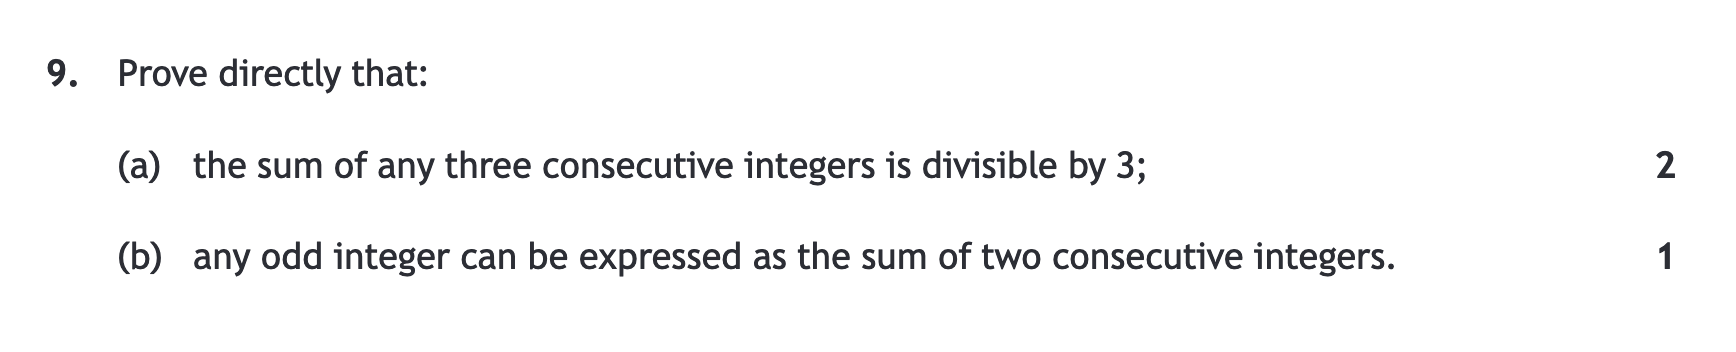 9. Prove directly that:
(a) the sum of any three consecutive integers is divisible by 3; 2
(b) any odd integer can be expressed as the sum of two consecutive integers. 1